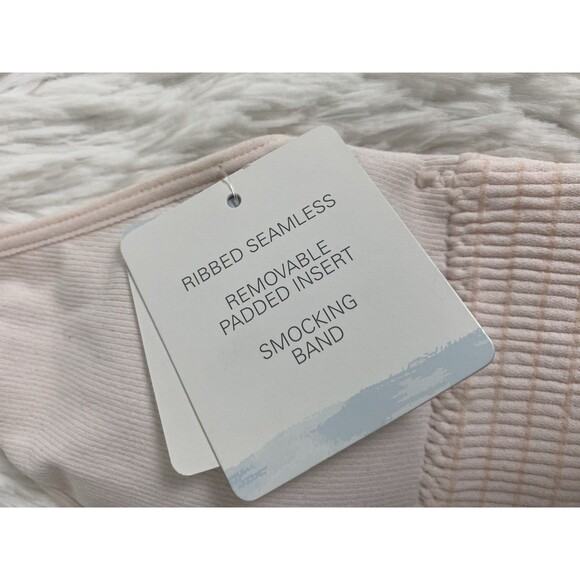 RIBBED SEAMLESS
REMOVABLE
PADDED INSERT
SMOCKING
BAND